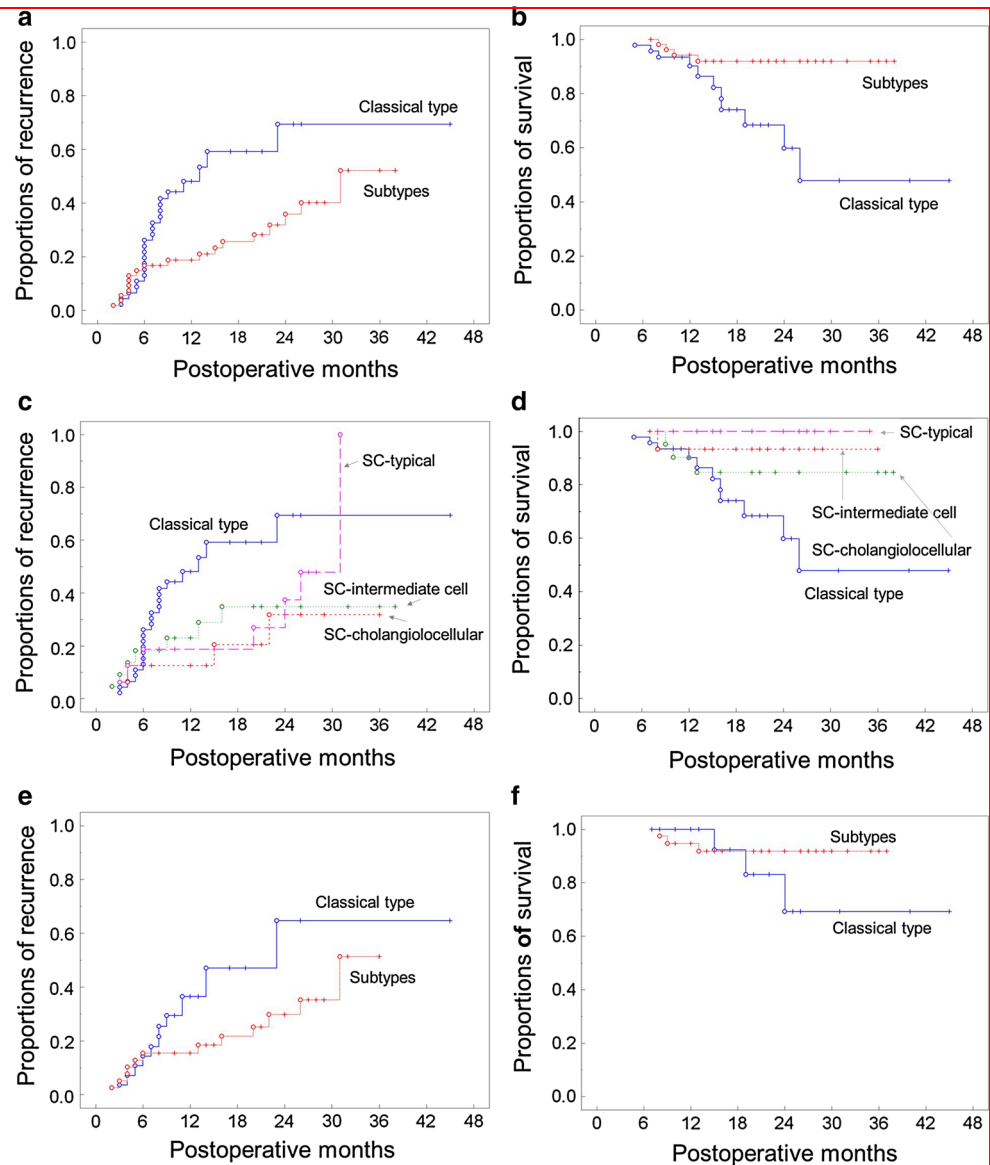 a
Proportions of recurrence
1.0
0.8
0.6
0.4
0.2
0.0
Classical type
Subtypes
0 6 12 18 24 30 36 42 48
Postoperative months
b
Proportions of survival
1.0
0.8
0.6
0.4
0.2
0.0
Subtypes
Classical type
0 6 12 18 24 30 36 42 48
Postoperative months
c
Proportions of recurrence
1.0
0.8
0.6
0.4
0.2
0.0
SC-typical
Classical type
SC-intermediate cell
SC-cholangiolocellular
0 6 12 18 24 30 36 42 48
Postoperative months
d
Proportions of survival
1.0
0.8
0.6
0.4
0.2
0.0
SC-typical
SC-intermediate cell
SC-cholangiolocellular
Classical type
0 6 12 18 24 30 36 42 48
Postoperative months
e
Proportions of recurrence
1.0
0.8
0.6
0.4
0.2
0.0
Classical type
Subtypes
0 6 12 18 24 30 36 42 48
Postoperative months
f
Proportions of survival
1.0
0.8
0.6
0.4
0.2
0.0
Subtypes
Classical type
0 6 12 18 24 30 36 42 48
Postoperative months